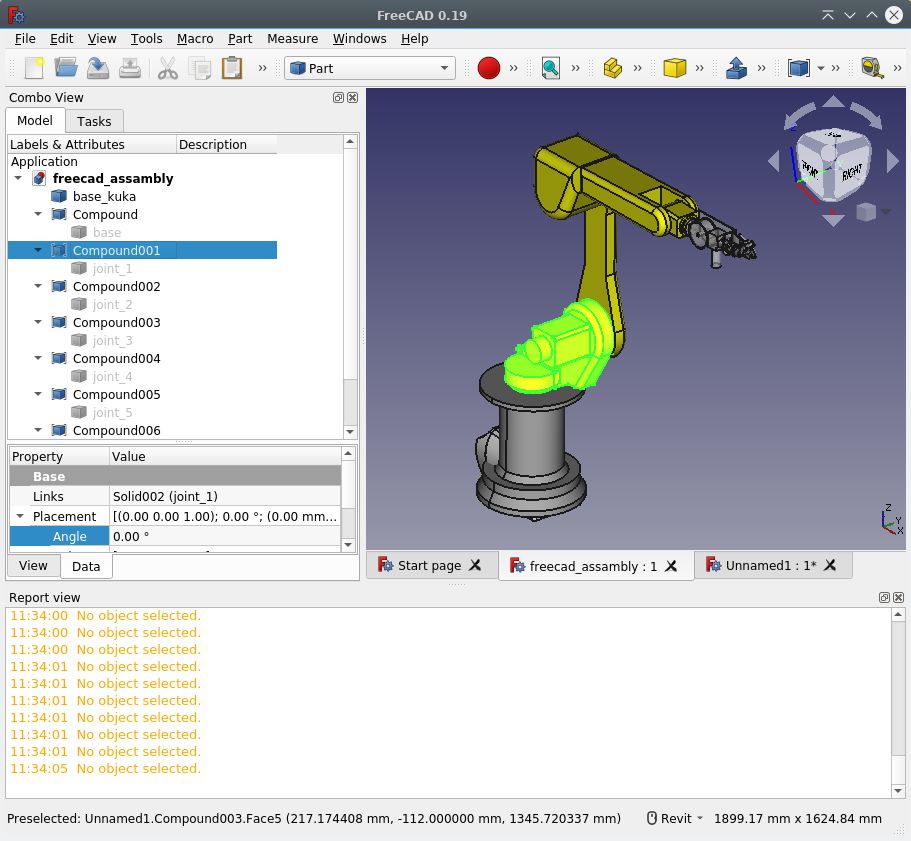 FreeCAD 0.19
File Edit View Tools Macro Part Measure Windows Help
Part
Combo View
Model Tasks
Labels & Attributes Description
Application
freecad_assambly
base_kuka
Compound
base
Compound001
joint_1
Compound002
joint_2
Compound003
joint_3
Compound004
joint_4
Compound005
joint_5
Compound006
Property Value
Base
Links Solid002 (joint_1)
Placement [(0.00 0.00 1.00); 0.00 °; (0.00 mm...
Angle 0.00 °
View Data
RIGHT
Z
Y
X
Start page freecad_assambly : 1 Unnamed1 : 1*
Report view
11:34:00 No object selected.
11:34:00 No object selected.
11:34:00 No object selected.
11:34:01 No object selected.
11:34:01 No object selected.
11:34:01 No object selected.
11:34:01 No object selected.
11:34:01 No object selected.
11:34:01 No object selected.
11:34:05 No object selected.
Preselected: Unnamed1.Compound003.Face5 (217.174408 mm, -112.000000 mm, 1345.720337 mm) Revit 1899.17 mm x 1624.84 mm